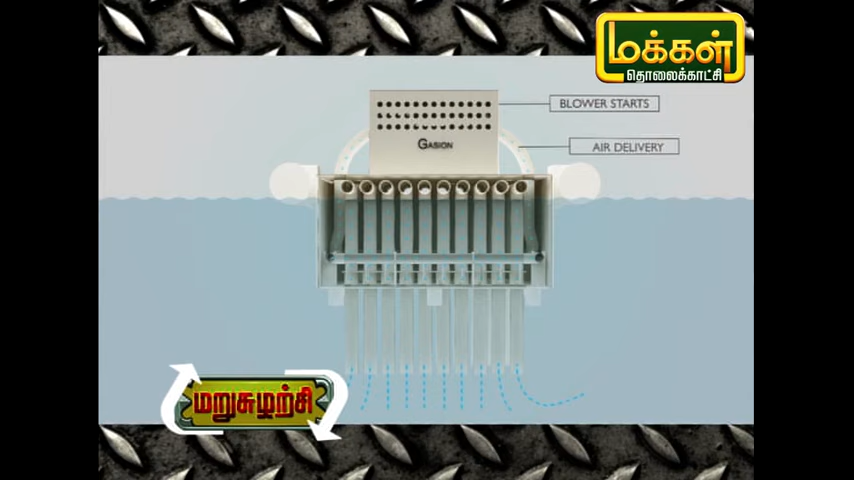 மக்கள்
தொலைக்காட்சி
BLOWER STARTS
GASION
AIR DELIVERY
மறுசுழற்சி